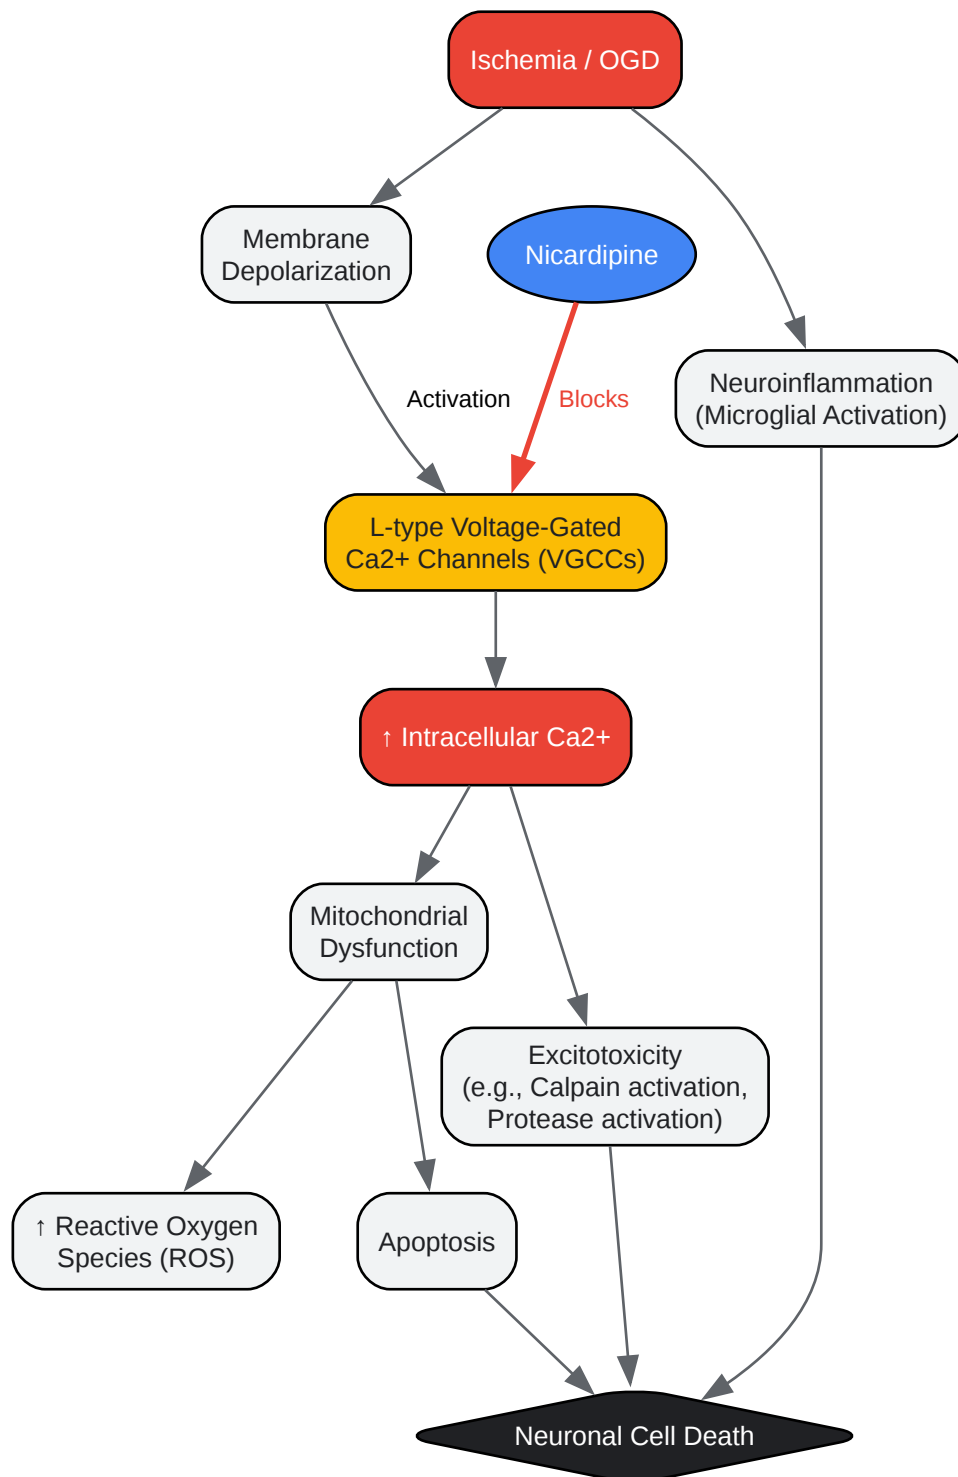 Ischemia / OGD
Membrane
Depolarization
Nicardipine
Neuroinflammation
(Microglial Activation)
Activation
Blocks
L-type Voltage-Gated
Ca2+ Channels (VGCCs)
↑ Intracellular Ca2+
Mitochondrial
Dysfunction
Excitotoxicity
(e.g., Calpain activation,
Protease activation)
↑ Reactive Oxygen
Species (ROS)
Apoptosis
Neuronal Cell Death